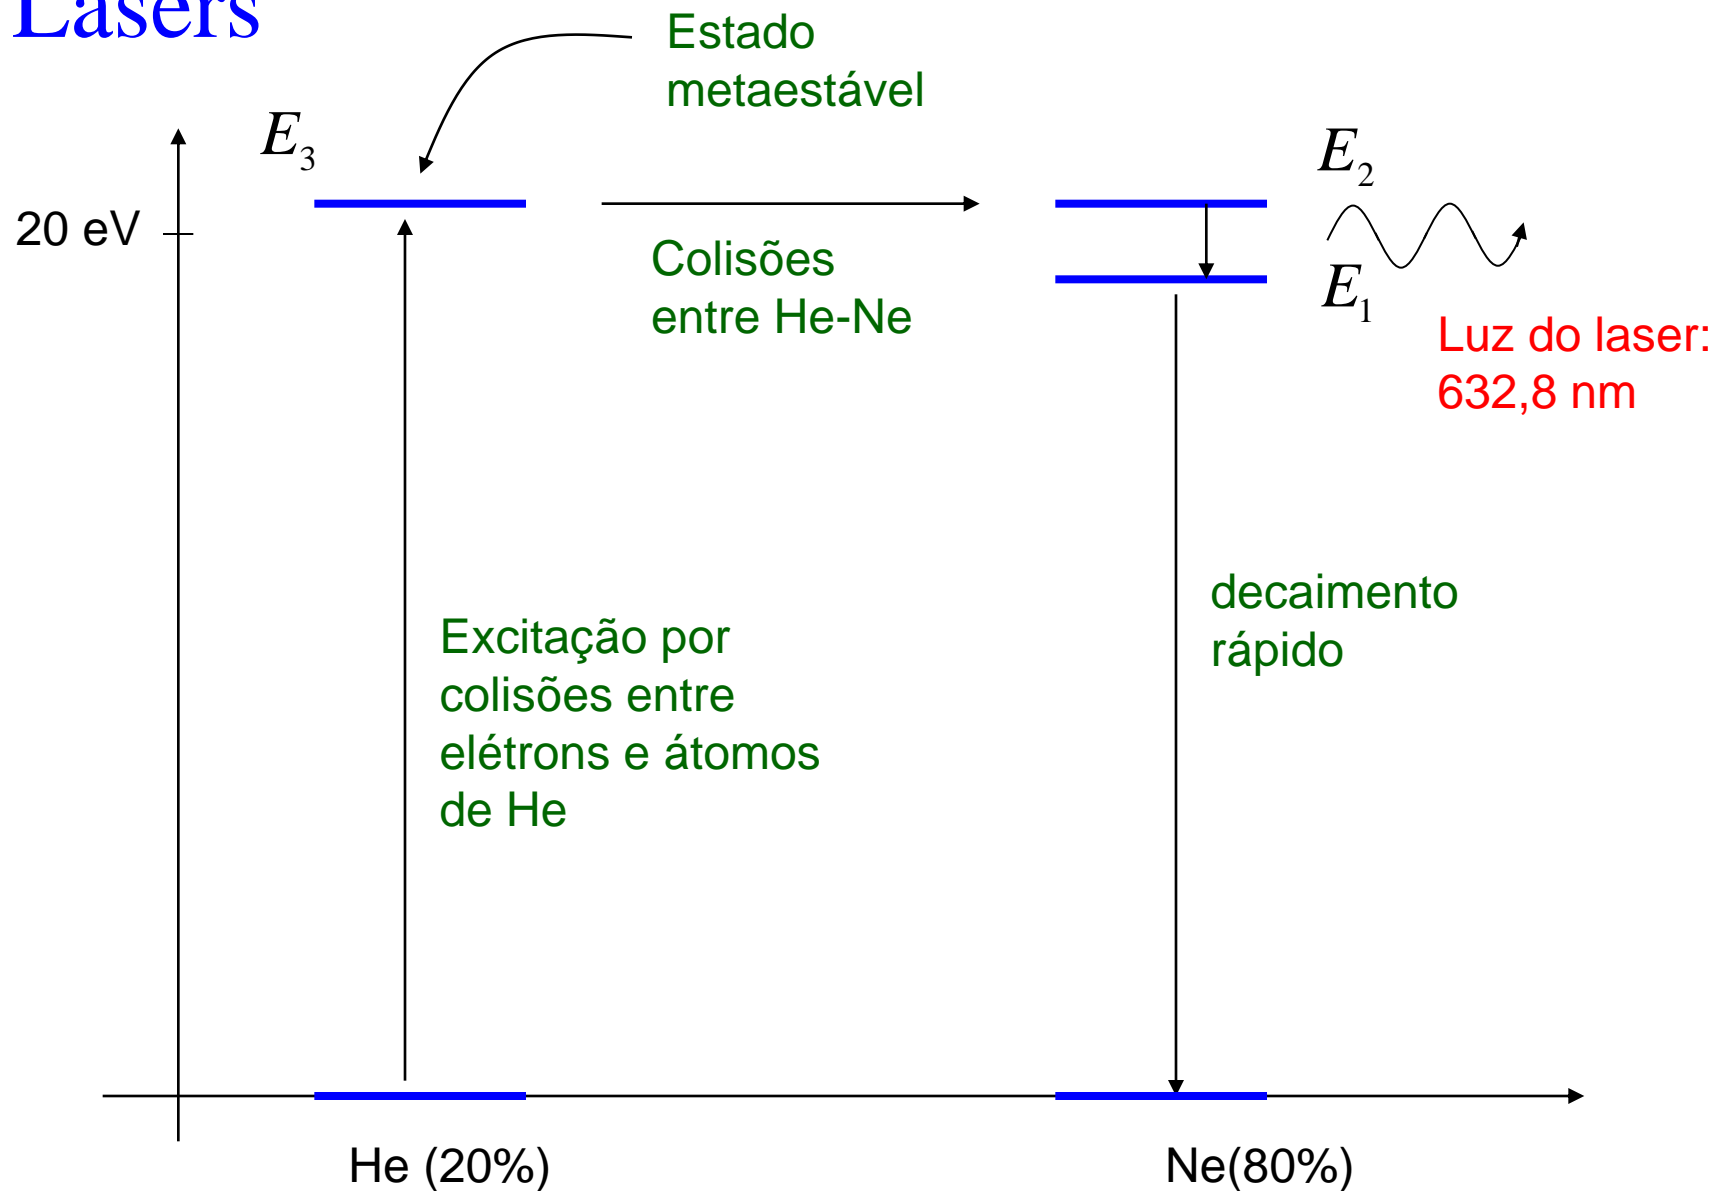 Lasers
Estado
metaestável
E3
E2
20 eV
Colisões
entre He-Ne
E1
Luz do laser:
632,8 nm
decaimento
rápido
Excitação por
colisões entre
elétrons e átomos
de He
He (20%)
Ne(80%)